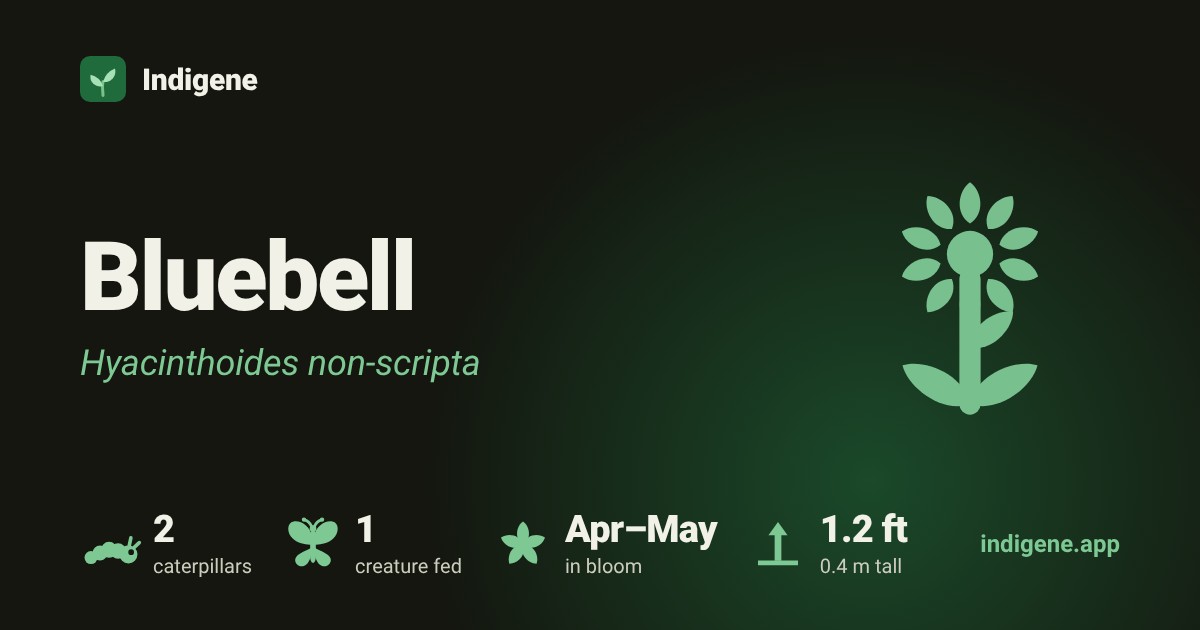 Indigene
Bluebell
Hyacinthoides non-scripta
2
caterpillars
1
creature fed
Apr–May
in bloom
1.2 ft
0.4 m tall
indigene.app